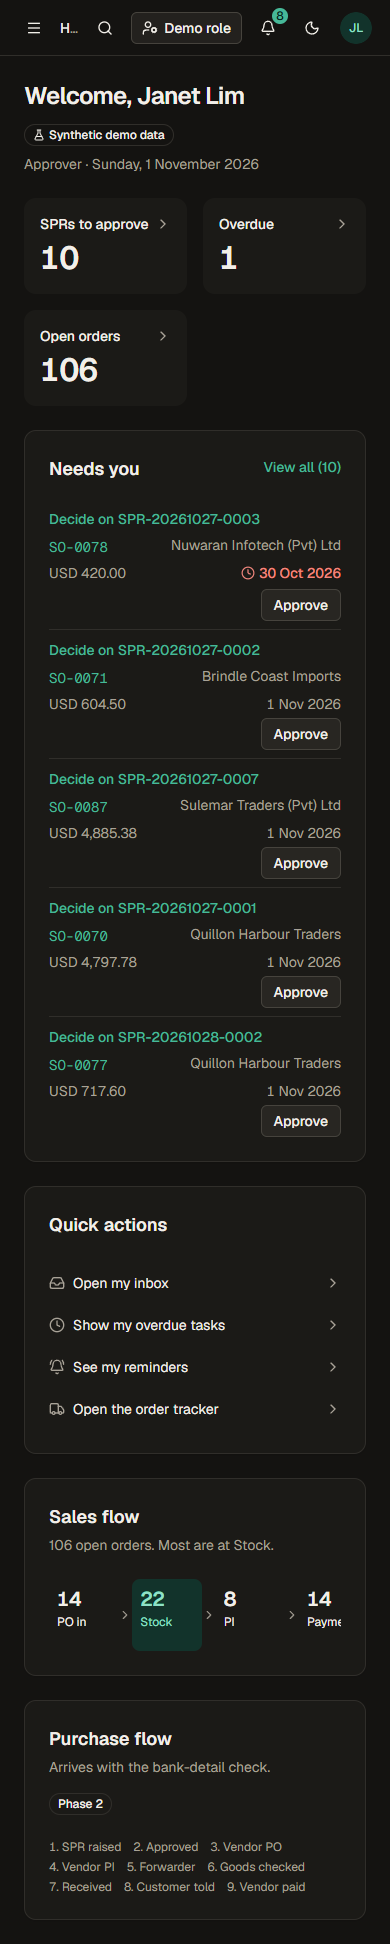 H...
Demo role
8
JL
Welcome, Janet Lim
Synthetic demo data
Approver · Sunday, 1 November 2026
SPRs to approve
10
Overdue
1
Open orders
106
Needs you
View all (10)
Decide on SPR-20261027-0003
SO-0078 Nuwaran Infotech (Pvt) Ltd
USD 420.00 30 Oct 2026
Approve
Decide on SPR-20261027-0002
SO-0071 Brindle Coast Imports
USD 604.50 1 Nov 2026
Approve
Decide on SPR-20261027-0007
SO-0087 Sulemar Traders (Pvt) Ltd
USD 4,885.38 1 Nov 2026
Approve
Decide on SPR-20261027-0001
SO-0070 Quillon Harbour Traders
USD 4,797.78 1 Nov 2026
Approve
Decide on SPR-20261028-0002
SO-0077 Quillon Harbour Traders
USD 717.60 1 Nov 2026
Approve
Quick actions
Open my inbox
Show my overdue tasks
See my reminders
Open the order tracker
Sales flow
106 open orders. Most are at Stock.
14 22 8 14
PO in Stock PI Payme
Purchase flow
Arrives with the bank-detail check.
Phase 2
1. SPR raised 2. Approved 3. Vendor PO
4. Vendor PI 5. Forwarder 6. Goods checked
7. Received 8. Customer told 9. Vendor paid